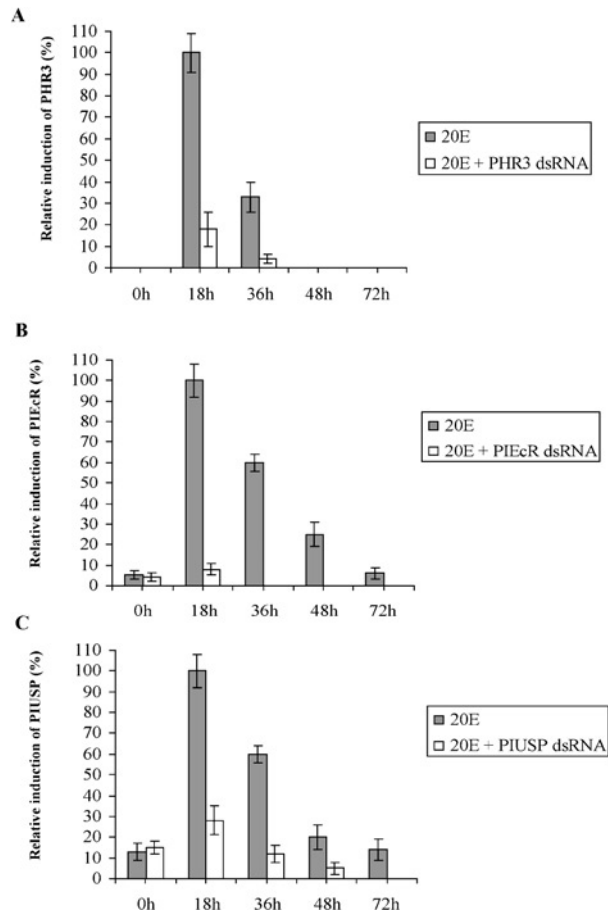 A
Relative induction of PHR3 (%)
110
100
90
80
70
60
50
40
30
20
10
0
0h 18h 36h 48h 72h
20E
20E + PHR3 dsRNA
B
Relative induction of PIEcR (%)
110
100
90
80
70
60
50
40
30
20
10
0
0h 18h 36h 48h 72h
20E
20E + PIEcR dsRNA
C
Relative induction of PIUSP (%)
110
100
90
80
70
60
50
40
30
20
10
0
0h 18h 36h 48h 72h
20E
20E + PIUSP dsRNA